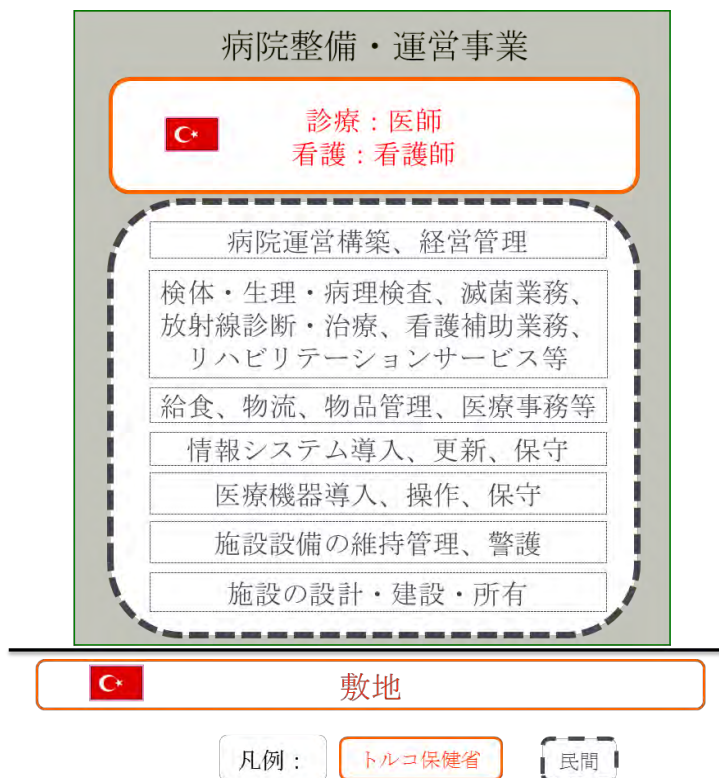 病院整備・運営事業
診療：医師
看護：看護師
病院運営構築、経営管理
検体・生理・病理検査、滅菌業務、
放射線診断・治療、看護補助業務、
リハビリテーションサービス等
給食、物流、物品管理、医療事務等
情報システム導入、更新、保守
医療機器導入、操作、保守
施設設備の維持管理、警護
施設の設計・建設・所有
敷地
凡例：
トルコ保健省
民間